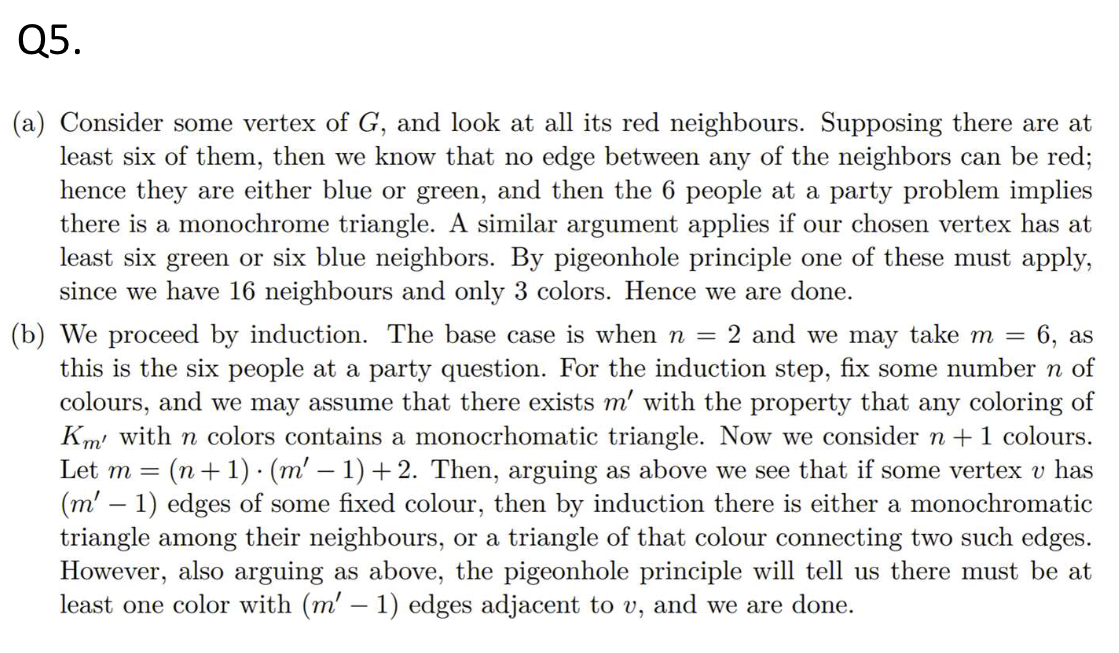 Q5.
(a) Consider some vertex of G, and look at all its red neighbours. Supposing there are at
least six of them, then we know that no edge between any of the neighbors can be red;
hence they are either blue or green, and then the 6 people at a party problem implies
there is a monochrome triangle. A similar argument applies if our chosen vertex has at
least six green or six blue neighbors. By pigeonhole principle one of these must apply,
since we have 16 neighbours and only 3 colors. Hence we are done.
(b) We proceed by induction. The base case is when n = 2 and we may take m = 6, as
this is the six people at a party question. For the induction step, fix some number n of
colours, and we may assume that there exists m′ with the property that any coloring of
Kₘ′ with n colors contains a monocrhomatic triangle. Now we consider n + 1 colours.
Let m = (n + 1) · (m′ − 1) + 2. Then, arguing as above we see that if some vertex v has
(m′ − 1) edges of some fixed colour, then by induction there is either a monochromatic
triangle among their neighbours, or a triangle of that colour connecting two such edges.
However, also arguing as above, the pigeonhole principle will tell us there must be at
least one color with (m′ − 1) edges adjacent to v, and we are done.